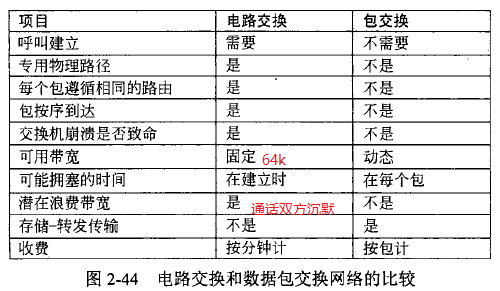 项目 电路交换 包交换
呼叫建立 需要 不需要
专用物理路径 是 不是
每个包遵循相同的路由 是 不是
包按序到达 是 不是
交换机崩溃是否致命 是 不是
可用带宽 固定 64k 动态
可能拥塞的时间 在建立时 在每个包
潜在浪费带宽 是 通话双方沉默 不是
存储-转发传输 不是 是
收费 按分钟计 按包计
图 2-44 电路交换和数据包交换网络的比较